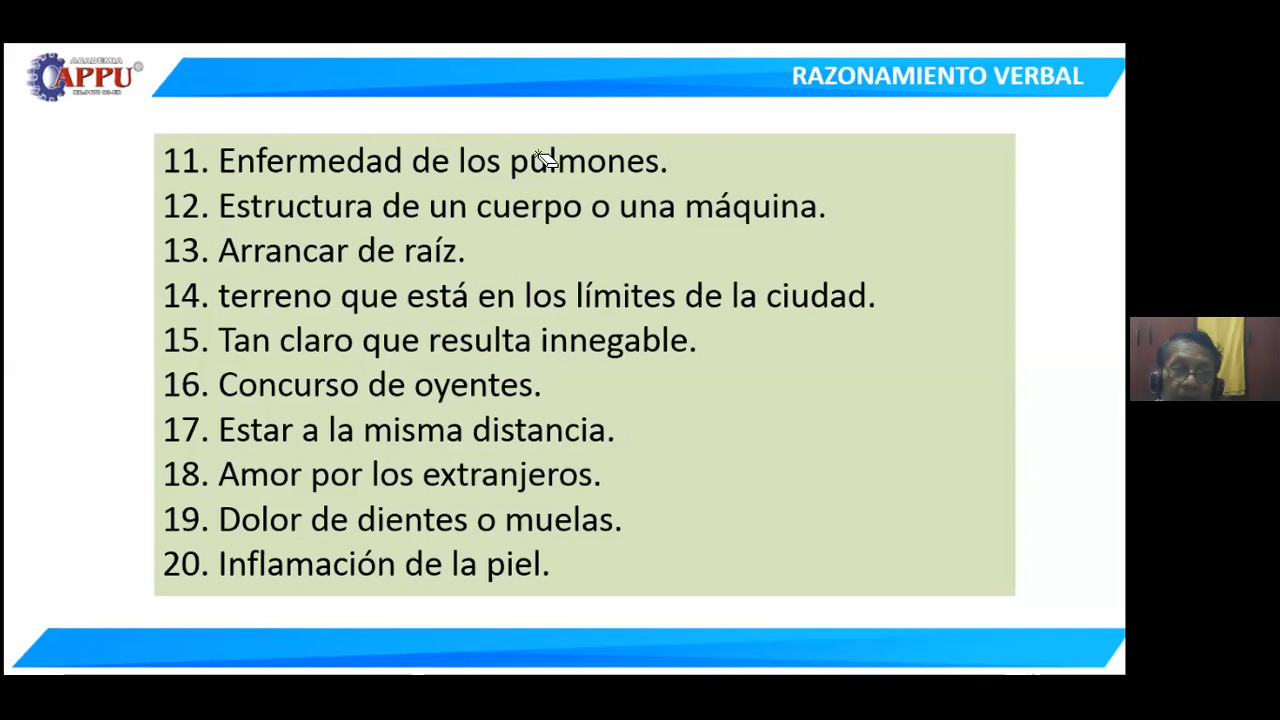 ACADEMIA
APPU
RAZONAMIENTO VERBAL
11. Enfermedad de los pulmones.
12. Estructura de un cuerpo o una máquina.
13. Arrancar de raíz.
14. terreno que está en los límites de la ciudad.
15. Tan claro que resulta innegable.
16. Concurso de oyentes.
17. Estar a la misma distancia.
18. Amor por los extranjeros.
19. Dolor de dientes o muelas.
20. Inflamación de la piel.